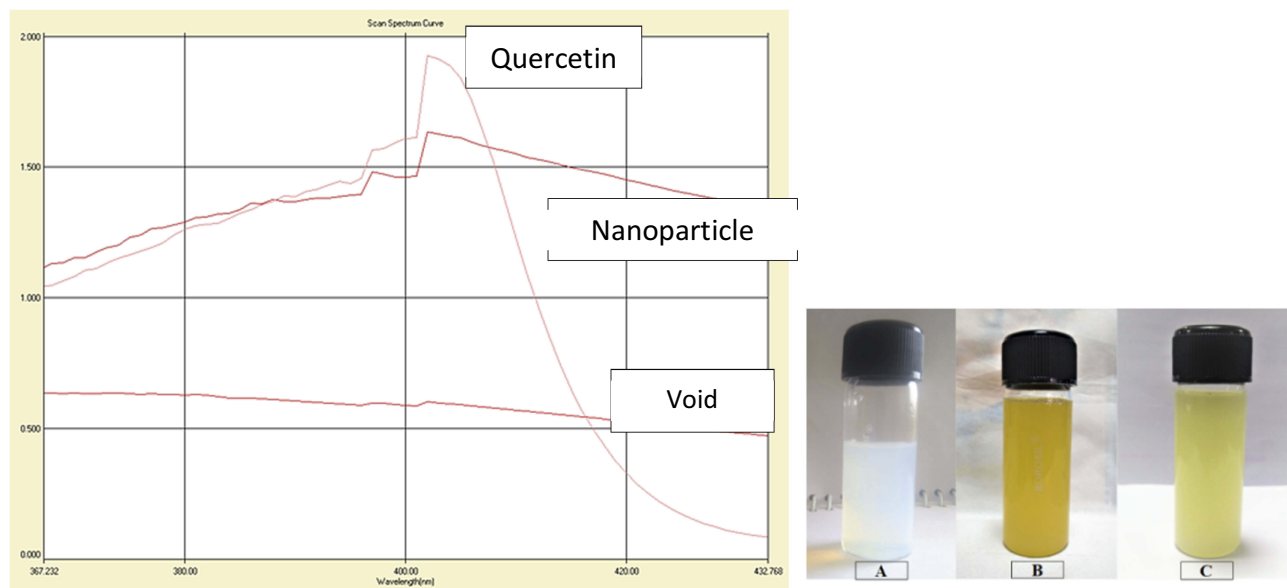 Scan Spectrum Curve
2.000
Quercetin
1.500
Nanoparticle
1.000
Void
0.500
0.000
367.232
380.00
400.00
420.00
432.768
Wavelength(nm)
A
B
C